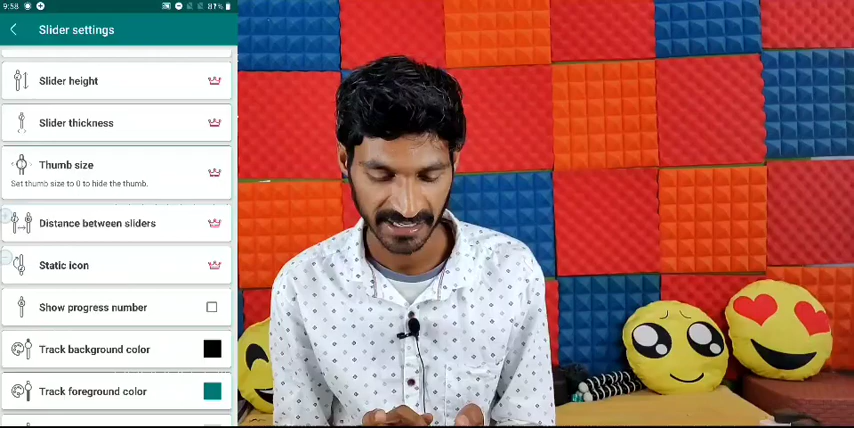 9:58
87%
Slider settings
Slider height
Slider thickness
Thumb size
Set thumb size to 0 to hide the thumb.
Distance between sliders
Static icon
Show progress number
Track background color
Track foreground color